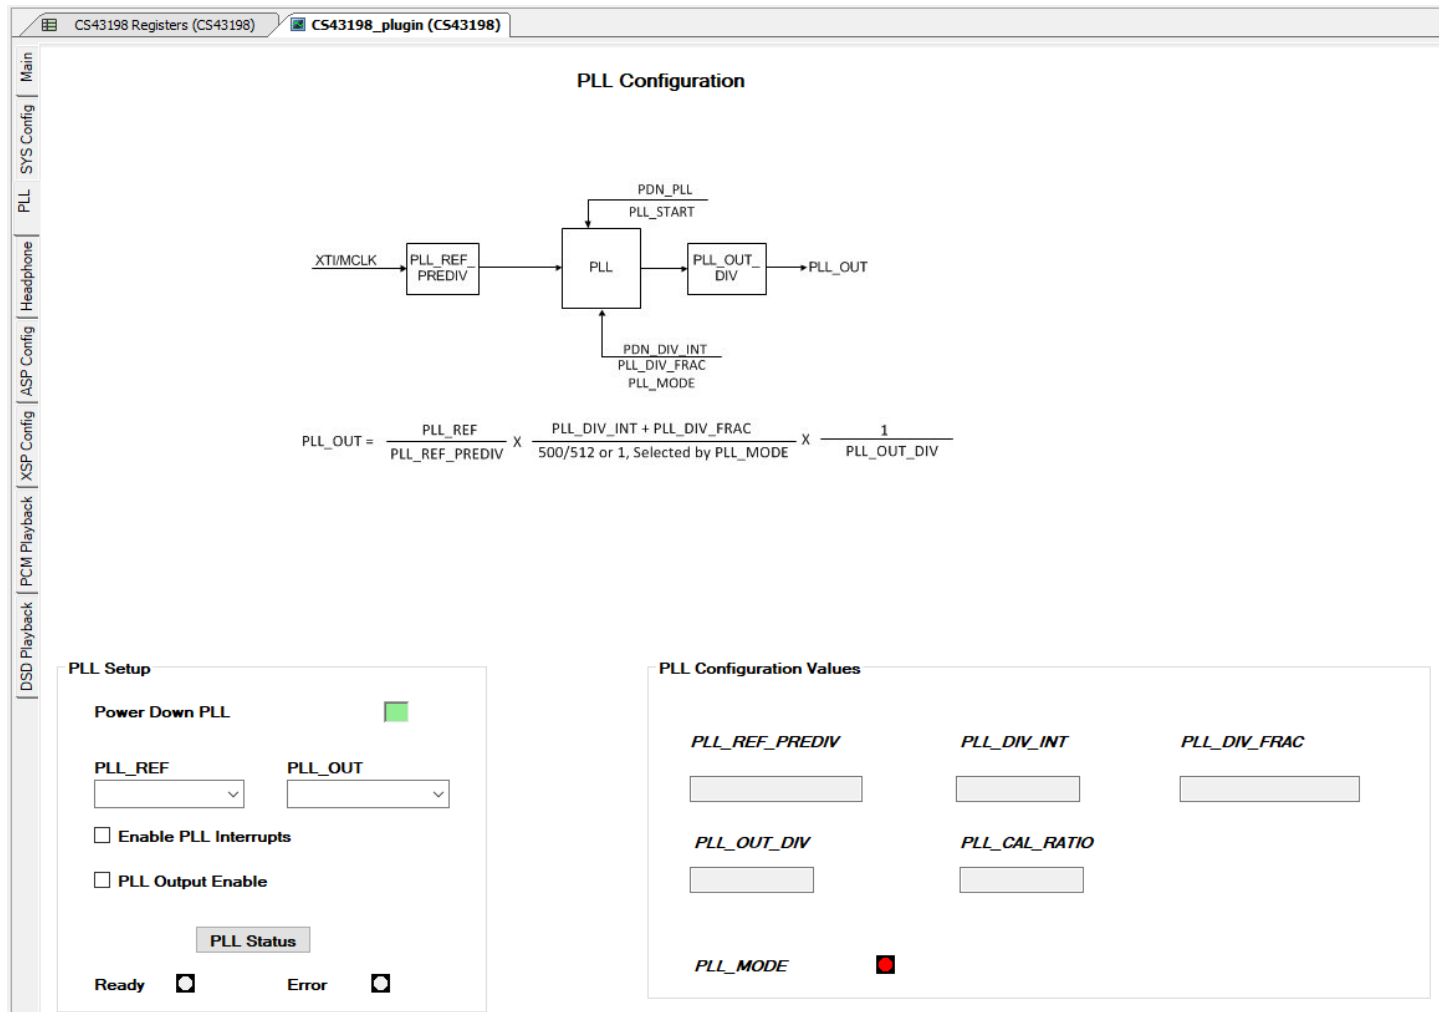 CS43198 Registers (CS43198)
CS43198_plugin (CS43198)
Main
SYS Config
PLL
Headphone
ASP Config
XSP Config
PCM Playback
DSD Playback
PLL Configuration
PDN_PLL
PLL_START
XTI/MCLK
PLL_REF_
PREDIV
PLL
PLL_OUT_
DIV
PLL_OUT
PDN_DIV_INT
PLL_DIV_FRAC
PLL_MODE
PLL_OUT = PLL_REF X PLL_DIV_INT + PLL_DIV_FRAC X 1
PLL_REF_PREDIV 500/512 or 1, Selected by PLL_MODE PLL_OUT_DIV
PLL Setup
Power Down PLL
PLL_REF PLL_OUT
Enable PLL Interrupts
PLL Output Enable
PLL Status
Ready Error
PLL Configuration Values
PLL_REF_PREDIV PLL_DIV_INT PLL_DIV_FRAC
PLL_OUT_DIV PLL_CAL_RATIO
PLL_MODE